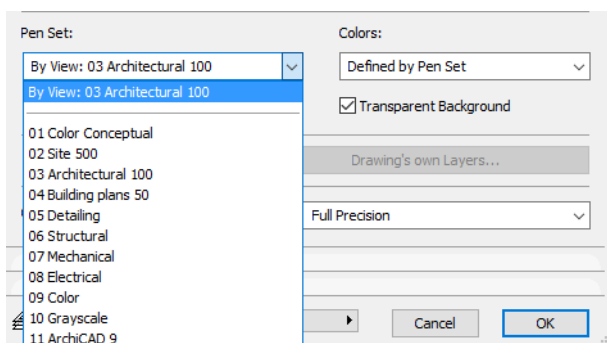 Pen Set:
Colors:
By View: 03 Architectural 100
Defined by Pen Set
By View: 03 Architectural 100
Transparent Background
01 Color Conceptual
02 Site 500
Drawing's own Layers...
03 Architectural 100
04 Building plans 50
05 Detailing
Full Precision
06 Structural
07 Mechanical
08 Electrical
09 Color
10 Grayscale
Cancel
OK
11 ArchiCAD 9